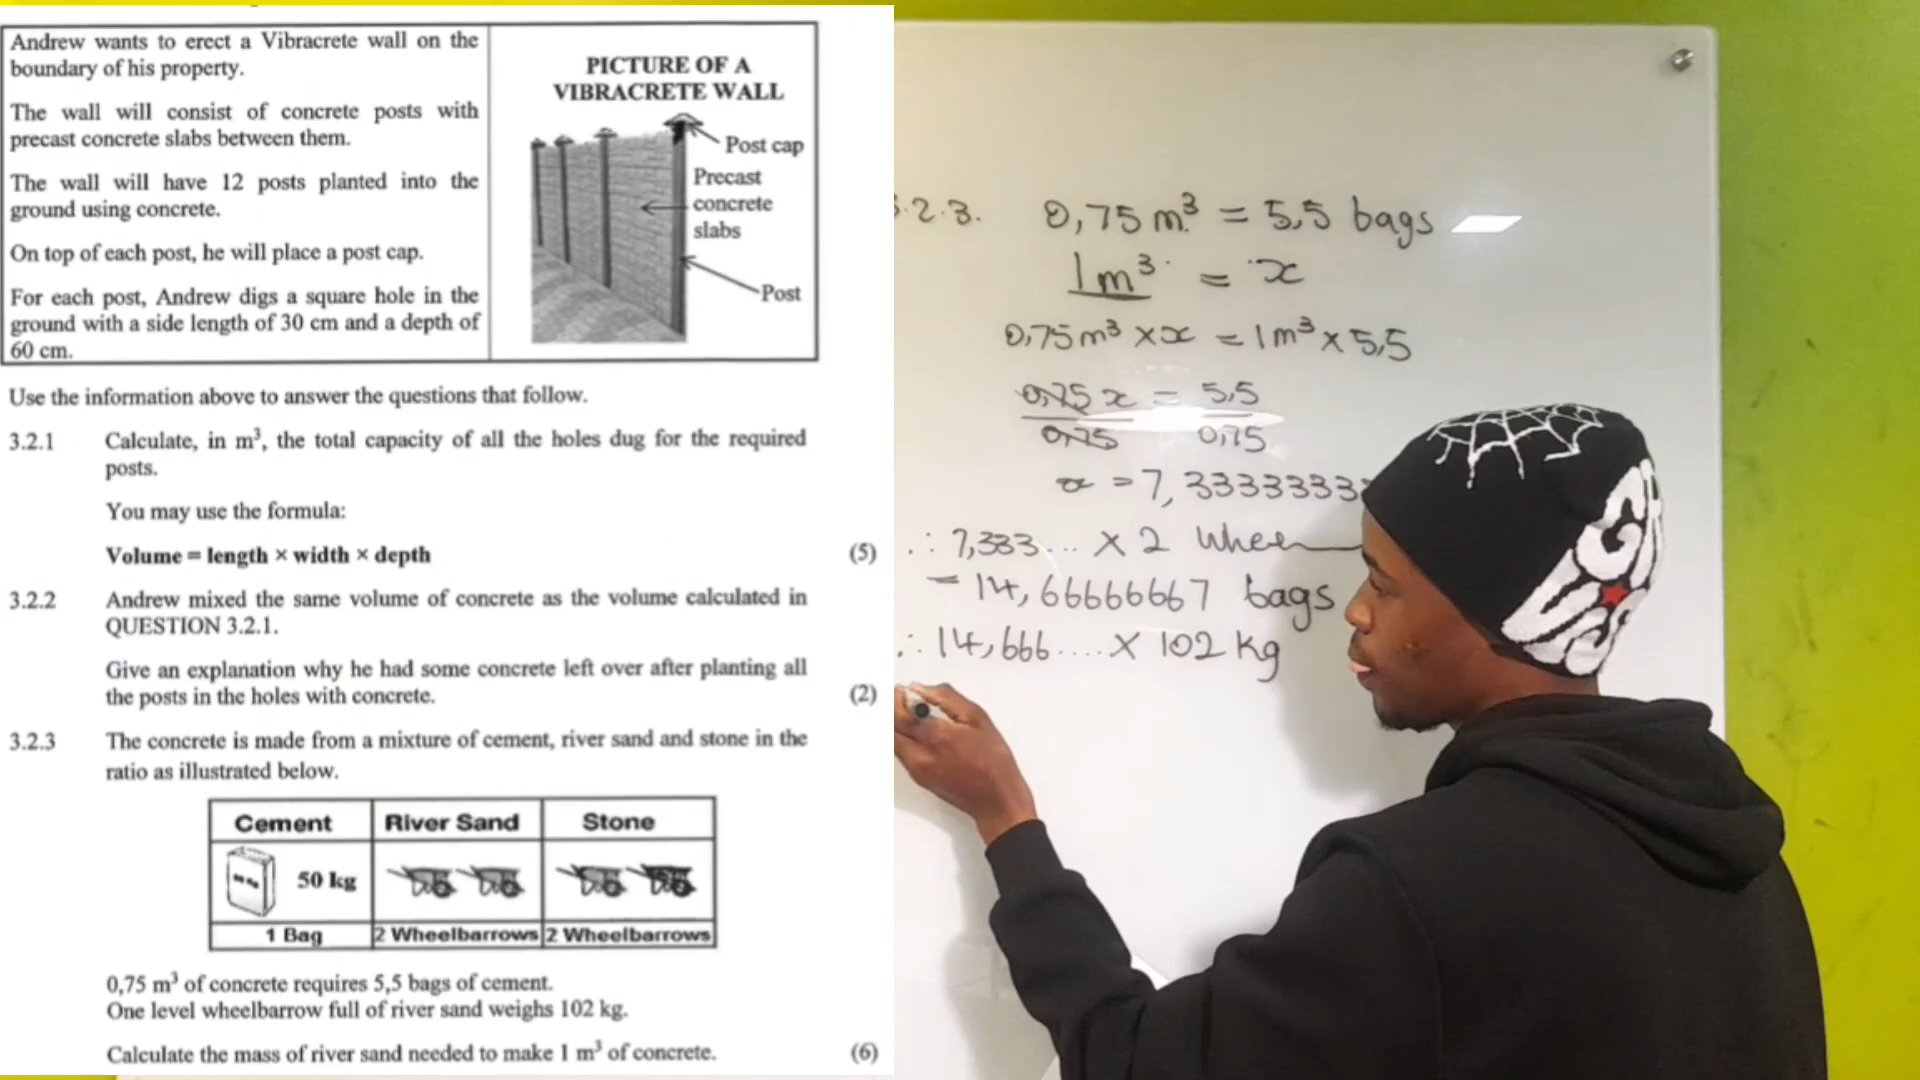 Andrew wants to erect a Vibracrete wall on the
boundary of his property.
The wall will consist of concrete posts with
precast concrete slabs between them.
The wall will have 12 posts planted into the
ground using concrete.
On top of each post, he will place a post cap.
For each post, Andrew digs a square hole in the
ground with a side length of 30 cm and a depth of
60 cm.
PICTURE OF A
VIBRACRETE WALL
Post cap
Precast
concrete
slabs
Post
Use the information above to answer the questions that follow.
3.2.1 Calculate, in m³, the total capacity of all the holes dug for the required
posts.
You may use the formula:
Volume = length × width × depth (5)
3.2.2 Andrew mixed the same volume of concrete as the volume calculated in
QUESTION 3.2.1.
Give an explanation why he had some concrete left over after planting all
the posts in the holes with concrete. (2)
3.2.3 The concrete is made from a mixture of cement, river sand and stone in the
ratio as illustrated below.
Cement River Sand Stone
50 kg
1 Bag 2 Wheelbarrows 2 Wheelbarrows
0,75 m³ of concrete requires 5,5 bags of cement.
One level wheelbarrow full of river sand weighs 102 kg.
Calculate the mass of river sand needed to make 1 m³ of concrete. (6)
.2.3. 0,75 m³ = 5,5 bags
1m³ = x
0,75m³ × x = 1m³ × 5,5
0,75 x = 5,5
0,75 0,75
x = 7,33333333
∴ 7,333... × 2 Whee
= 14,66666667 bags
∴ 14,666.... × 102 kg